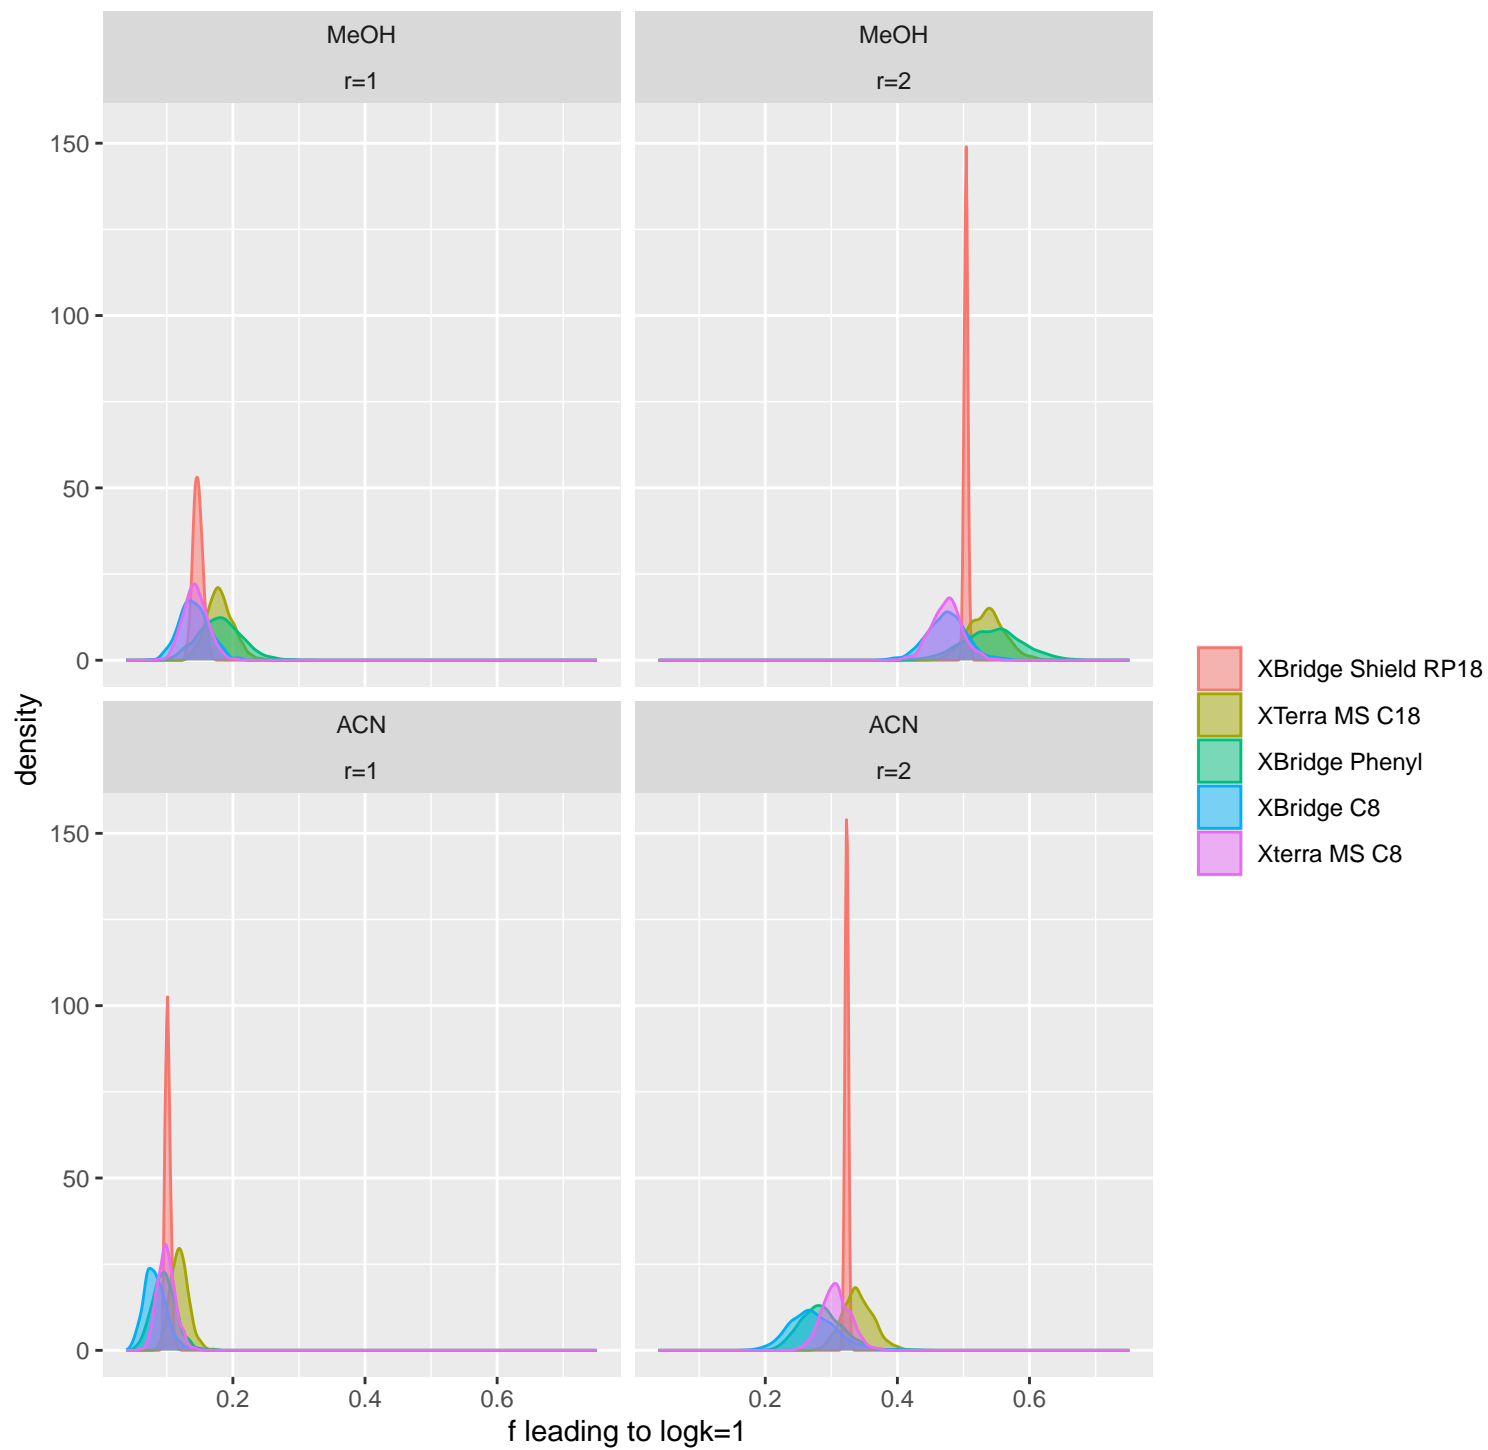 MeOH
r=1
MeOH
r=2
150
100
50
0
ACN
r=1
ACN
r=2
150
100
50
0
0.2
0.4
0.6
0.2
0.4
0.6
f leading to logk=1
density
XBridge Shield RP18
XTerra MS C18
XBridge Phenyl
XBridge C8
Xterra MS C8